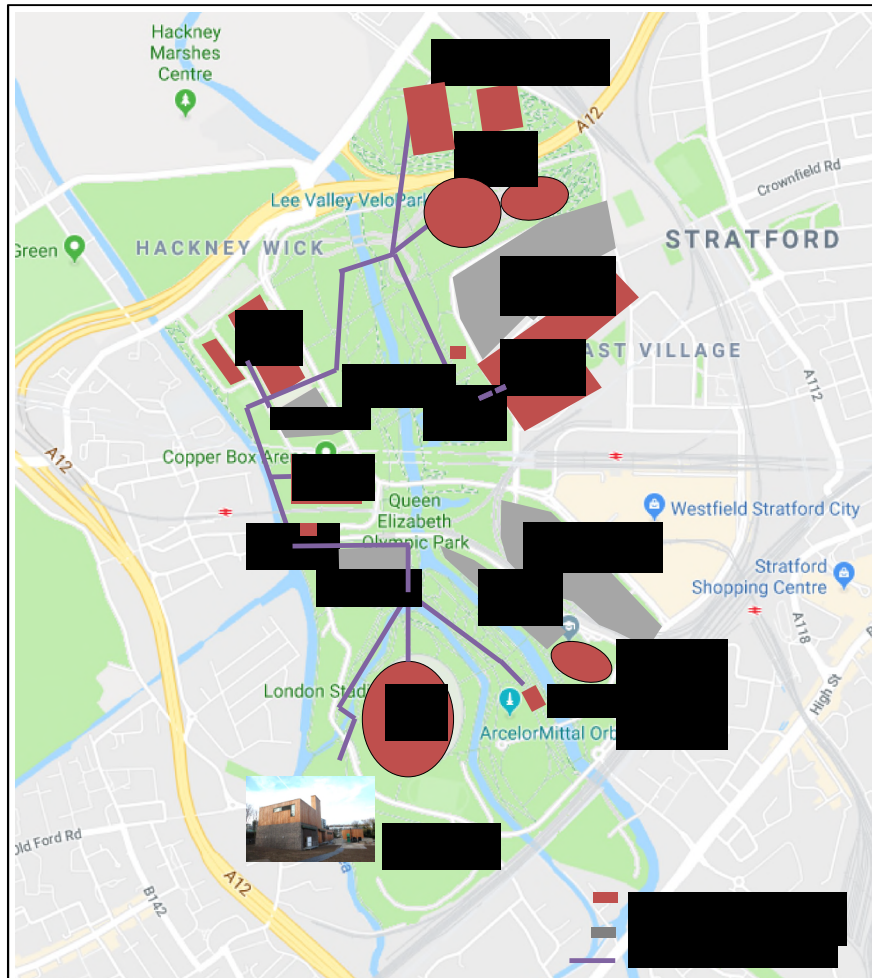 Hackney
Marshes
Centre
A12
Crownfield Rd
Lee Valley VeloPark
Green
HACKNEY WICK
STRATFORD
AST VILLAGE
A112
A12
Copper Box Arena
Queen
Elizabeth
Olympic Park
Westfield Stratford City
Stratford
Shopping Centre
A118
High St
London Stadi
ArcelorMittal Orb
Old Ford Rd
A12
B142